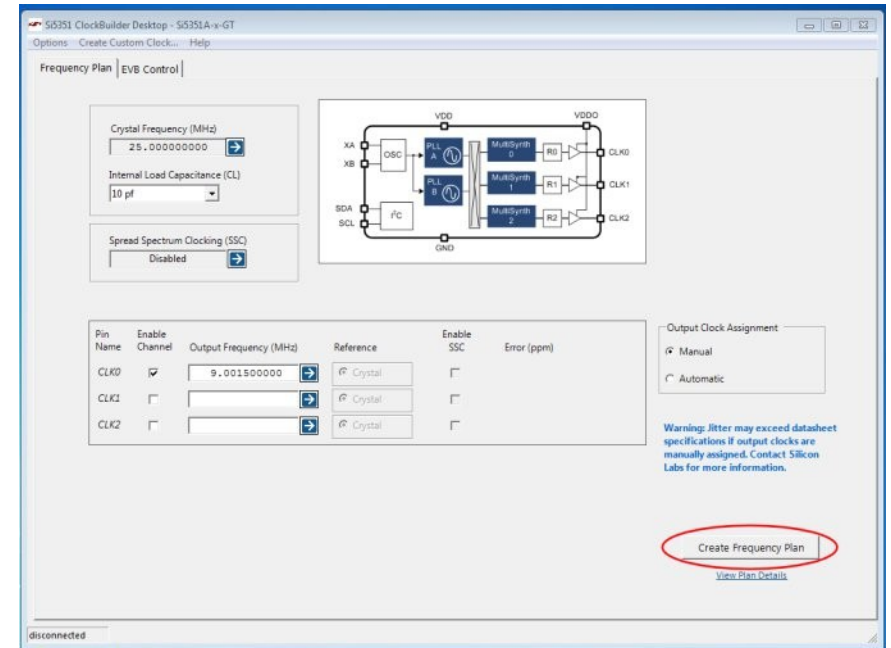 Si5351 ClockBuilder Desktop - Si5351A-x-GT
Options Create Custom Clock... Help
Frequency Plan EVB Control
Crystal Frequency (MHz)
25.000000000
Internal Load Capacitance (CL)
10 pf
Spread Spectrum Clocking (SSC)
Disabled
VDD VDDO
XA
XB
OSC
PLL
A
PLL
B
MultiSynth
0
R0
CLK0
MultiSynth
1
R1
CLK1
MultiSynth
2
R2
CLK2
SDA
SCL
I²C
GND
Pin Name
Enable Channel
Output Frequency (MHz)
Reference
Enable SSC
Error (ppm)
CLK0 9.001500000 Crystal
CLK1 Crystal
CLK2 Crystal
Output Clock Assignment
Manual
Automatic
Warning: Jitter may exceed datasheet
specifications if output clocks are
manually assigned. Contact Silicon
Labs for more information.
Create Frequency Plan
View Plan Details
disconnected